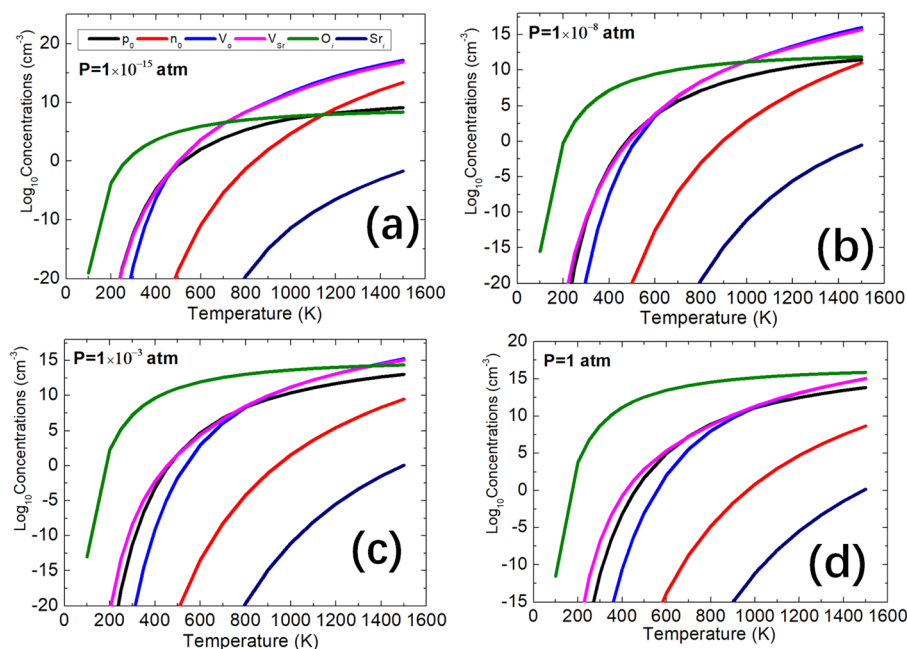 (a)
p₀ n₀ Vₒ V_Sr O_i Sr_i
P=1×10⁻¹⁵ atm
Log₁₀Concentrations (cm⁻³)
20
10
0
-10
-20
0 200 400 600 800 1000 1200 1400 1600
Temperature (K)
(b)
P=1×10⁻⁸ atm
Log₁₀Concentrations (cm⁻³)
15
10
5
0
-5
-10
-15
-20
0 200 400 600 800 1000 1200 1400 1600
Temperature (K)
(c)
P=1×10⁻³ atm
Log₁₀Concentrations (cm⁻³)
15
10
5
0
-5
-10
-15
-20
0 200 400 600 800 1000 1200 1400 1600
Temperature (K)
(d)
P=1 atm
Log₁₀Concentrations (cm⁻³)
20
15
10
5
0
-5
-10
-15
0 200 400 600 800 1000 1200 1400 1600
Temperature (K)